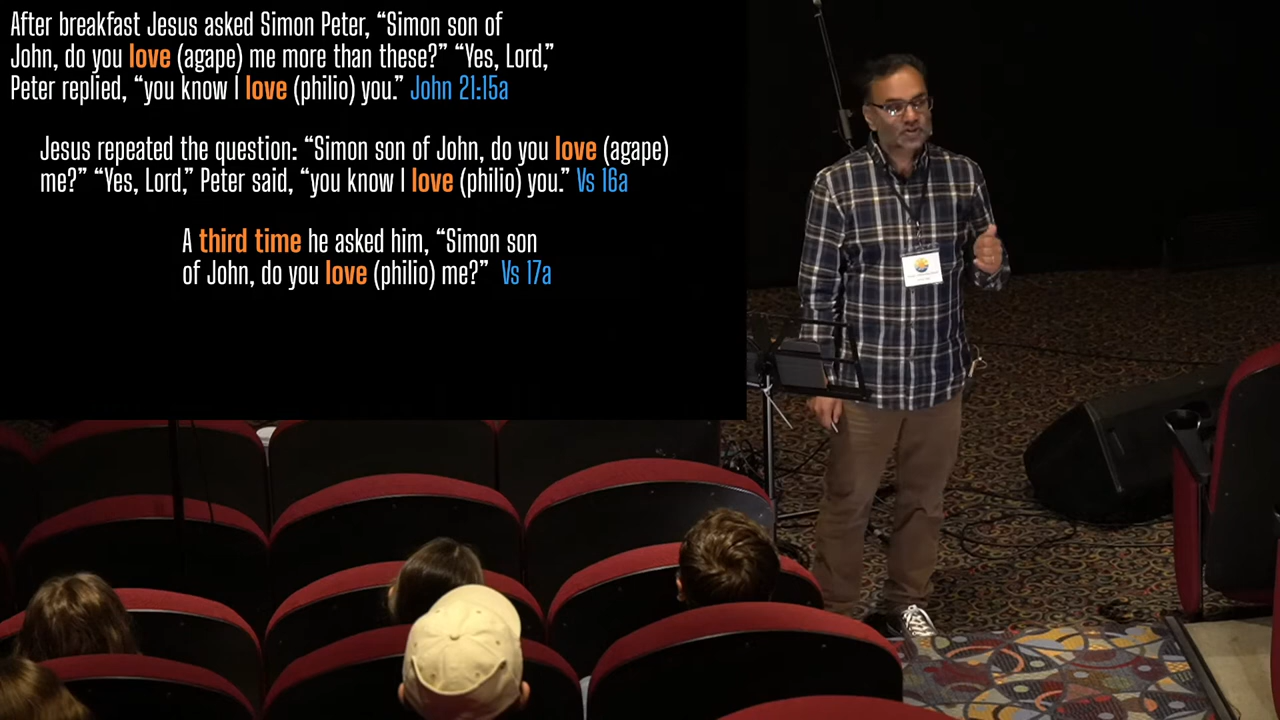 After breakfast Jesus asked Simon Peter, “Simon son of
John, do you love (agape) me more than these?” “Yes, Lord,”
Peter replied, “you know I love (philio) you.” John 21:15a
Jesus repeated the question: “Simon son of John, do you love (agape)
me?” “Yes, Lord,” Peter said, “you know I love (philio) you.” Vs 16a
A third time he asked him, “Simon son
of John, do you love (philio) me?” Vs 17a